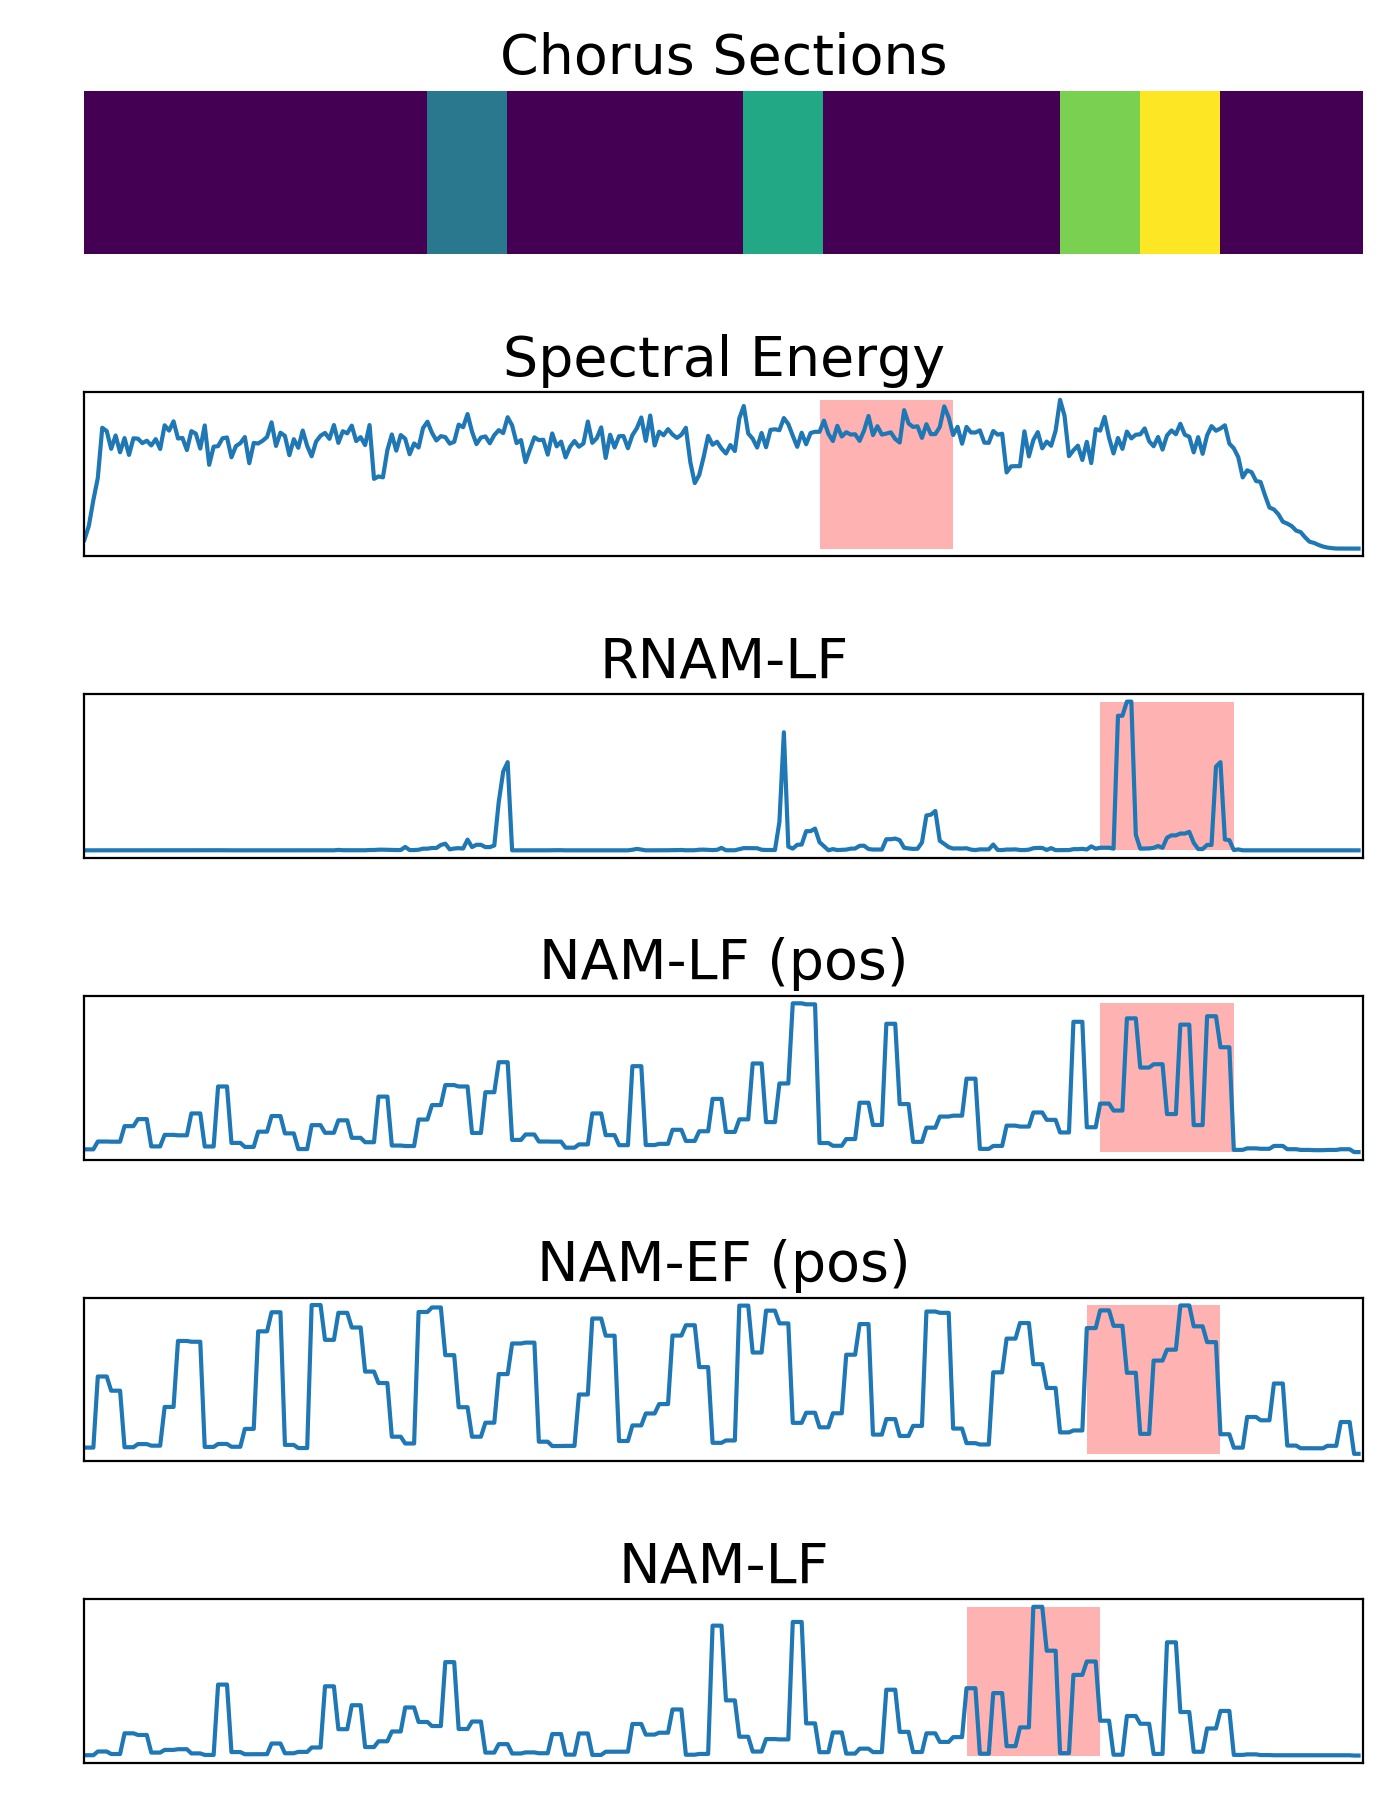 Chorus Sections
Spectral Energy
RNAM-LF
NAM-LF (pos)
NAM-EF (pos)
NAM-LF